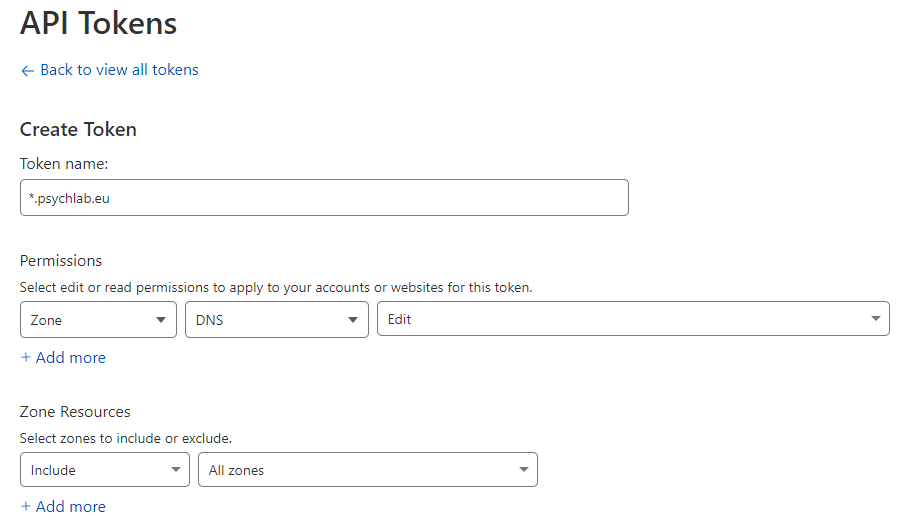 API Tokens
← Back to view all tokens
Create Token
Token name:
*.psychlab.eu
Permissions
Select edit or read permissions to apply to your accounts or websites for this token.
Zone DNS Edit
+ Add more
Zone Resources
Select zones to include or exclude.
Include All zones
+ Add more